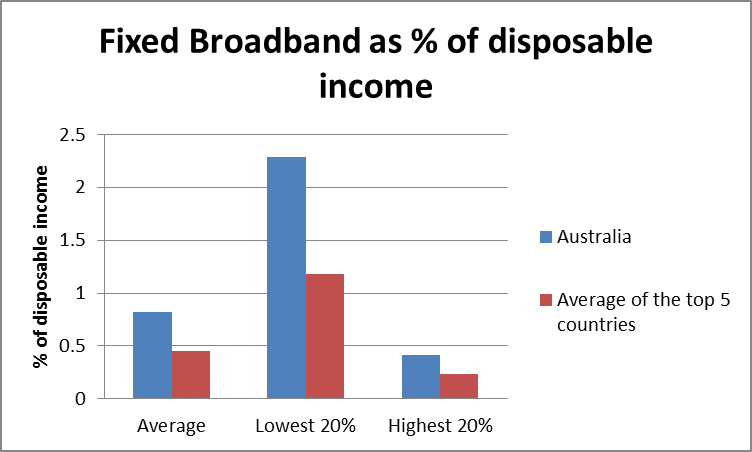 Fixed Broadband as % of disposable
income
% of disposable income
2.5
2
1.5
1
0.5
0
Average
Lowest 20%
Highest 20%
Australia
Average of the top 5
countries